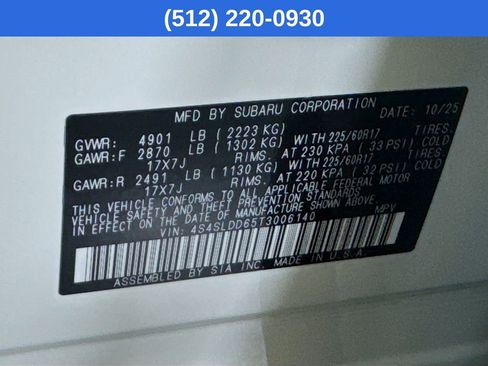 (512) 220-0930
MFD BY SUBARU CORPORATION DATE: 10/25
GVWR: 4901 LB ( 2223 KG)
GAWR:F 2870 LB ( 1302 KG) WITH 225/60R17 TIRES.
17X7J RIMS. AT 230 KPA ( 33 PSI) COLD
GAWR:R 2491 LB ( 1130 KG) WITH 225/60R17 TIRES.
17X7J RIMS. AT 220 KPA ( 32 PSI) COLD
THIS VEHICLE CONFORMS TO ALL APPLICABLE FEDERAL MOTOR
VEHICLE SAFETY AND THEFT PREVENTION STANDARDS
IN EFFECT ON THE DATE OF MANUFACTURE SHOWN ABOVE.
VIN: 4S4SLDD65T3006140 MPV
ASSEMBLED BY SIA INC. MADE IN U.S.A.